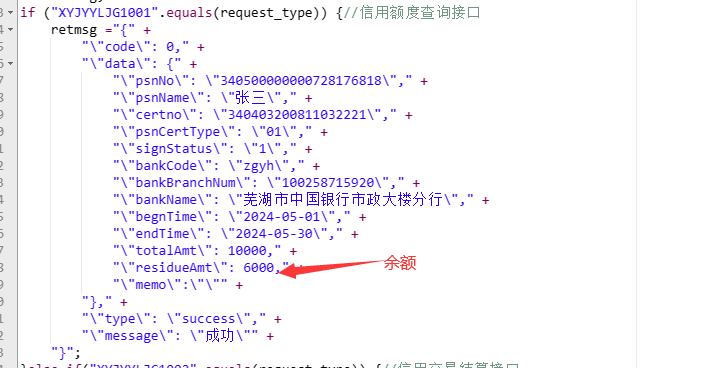 if ("XYJYYLJG1001".equals(request_type)) {//信用额度查询接口
retmsg ="{" +
"\"code\": 0," +
"\"data\": {" +
"\"psnNo\": \"340500000000728176818\"," +
"\"psnName\": \"张三\"," +
"\"certno\": \"340403200811032221\"," +
"\"psnCertType\": \"01\"," +
"\"signStatus\": \"1\"," +
"\"bankCode\": \"zgyh\"," +
"\"bankBranchNum\": \"100258715920\"," +
"\"bankName\": \"芜湖市中国银行市政大楼分行\"," +
"\"begnTime\": \"2024-05-01\"," +
"\"endTime\": \"2024-05-30\"," +
"\"totalAmt\": 10000," +
"\"residueAmt\": 6000," + 余额
"\"memo\":\"\"" +
"}," +
"\"type\": \"success\"," +
"\"message\": \"成功\"" +
"}";
}else if("XYJYYLJG1002".equals(request_type)) {//信用交易结算接口